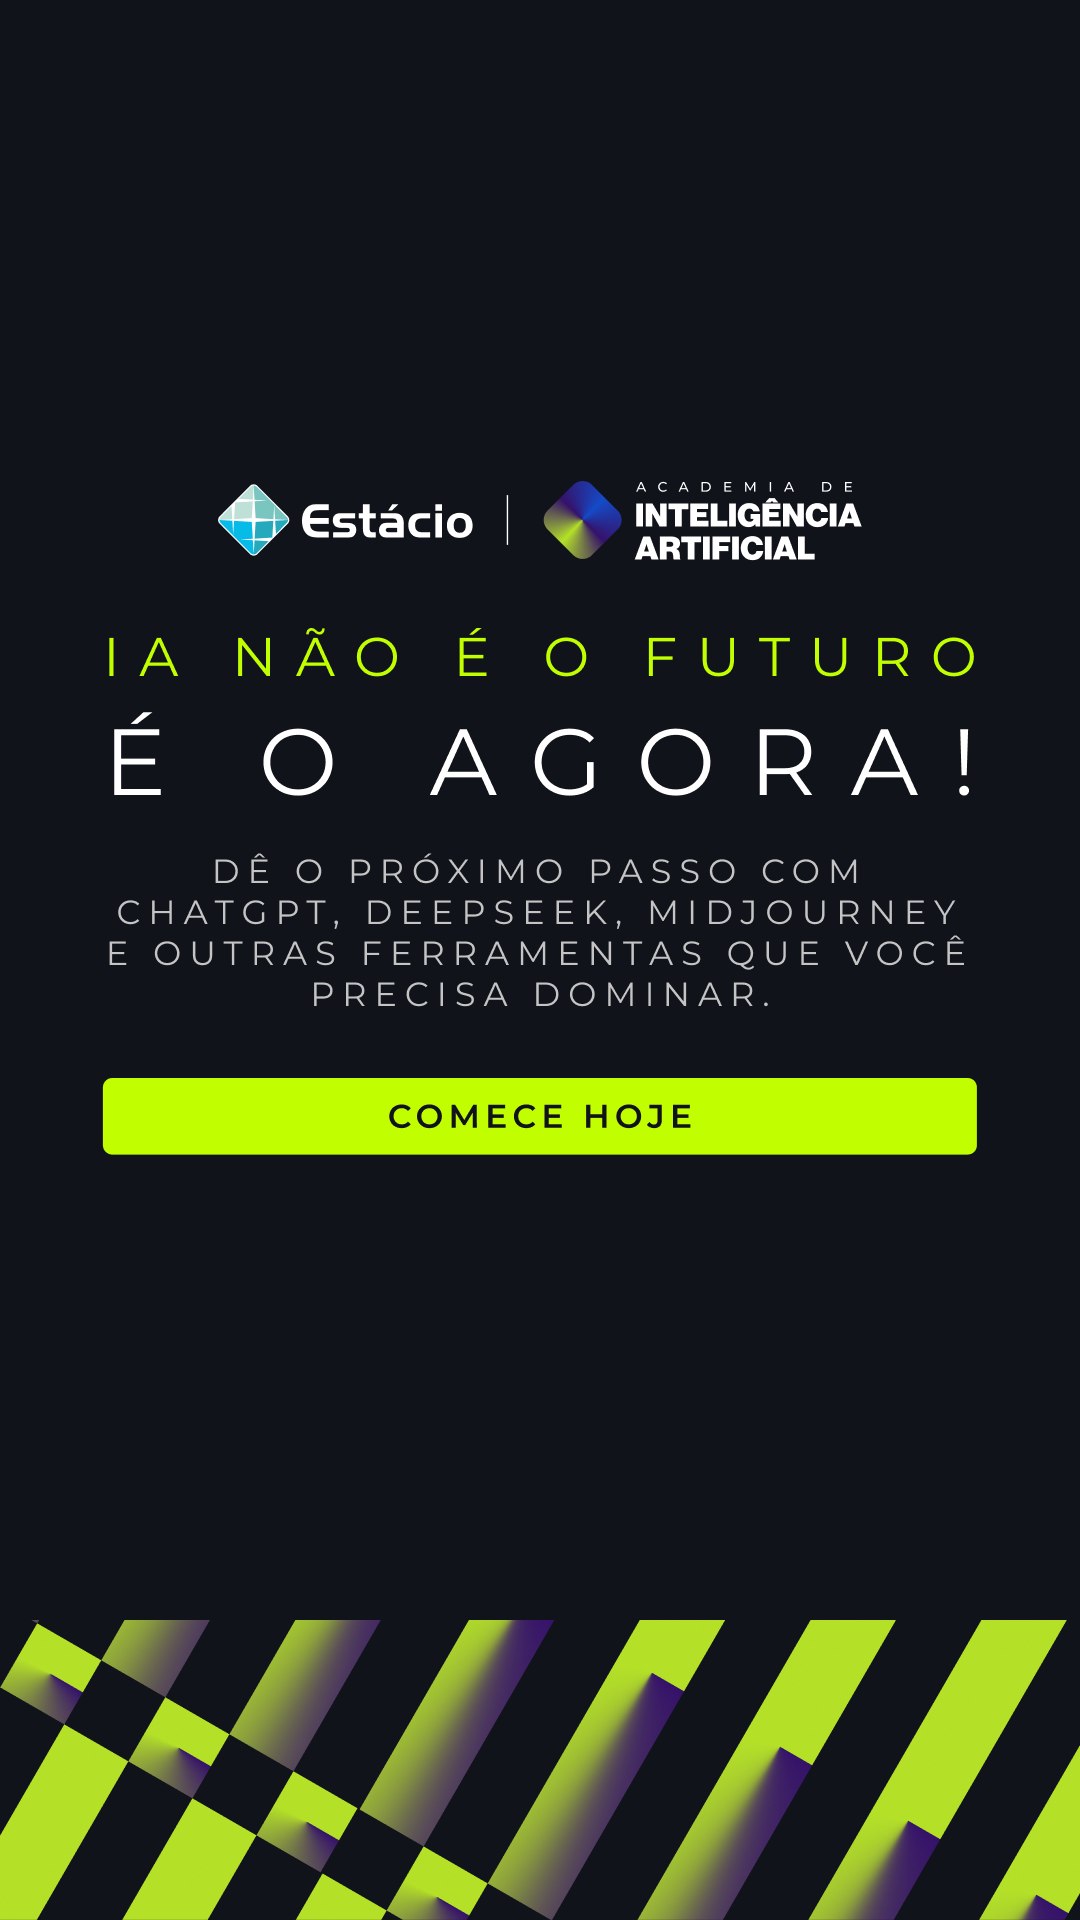 Estácio
ACADEMIA DE
INTELIGÊNCIA
ARTIFICIAL
IA NÃO É O FUTURO
É O AGORA!
DÊ O PRÓXIMO PASSO COM
CHATGPT, DEEPSEEK, MIDJOURNEY
E OUTRAS FERRAMENTAS QUE VOCÊ
PRECISA DOMINAR.
COMECE HOJE